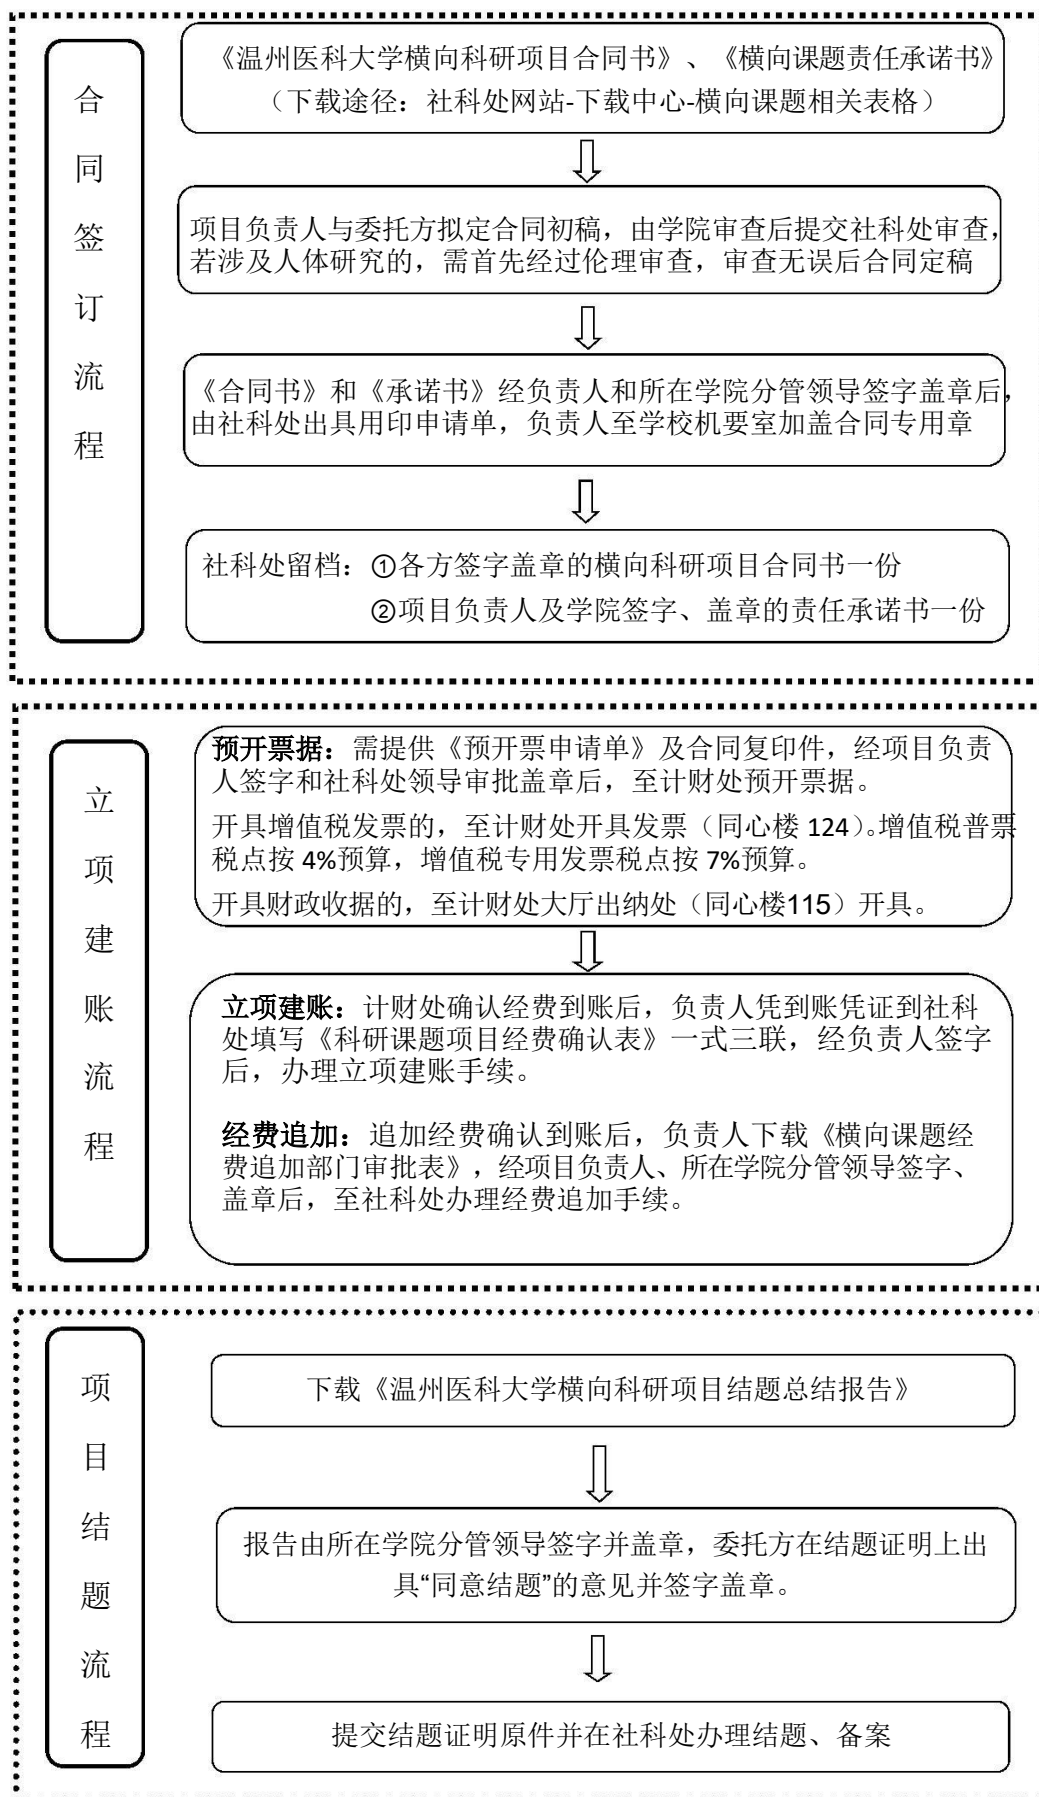 合同签订流程
《温州医科大学横向科研项目合同书》、《横向课题责任承诺书》
（下载途径：社科处网站-下载中心-横向课题相关表格）
项目负责人与委托方拟定合同初稿，由学院审查后提交社科处审查，
若涉及人体研究的，需首先经过伦理审查，审查无误后合同定稿
《合同书》和《承诺书》经负责人和所在学院分管领导签字盖章后，
由社科处出具用印申请单，负责人至学校机要室加盖合同专用章
社科处留档：①各方签字盖章的横向科研项目合同书一份
②项目负责人及学院签字、盖章的责任承诺书一份
立项建账流程
预开票据：需提供《预开票申请单》及合同复印件，经项目负责
人签字和社科处领导审批盖章后，至计财处预开票据。
开具增值税发票的，至计财处开具发票（同心楼 124）。增值税普票
税点按 4%预算，增值税专用发票税点按 7%预算。
开具财政收据的，至计财处大厅出纳处（同心楼115）开具。
立项建账：计财处确认经费到账后，负责人凭到账凭证到社科
处填写《科研课题项目经费确认表》一式三联，经负责人签字
后，办理立项建账手续。
经费追加：追加经费确认到账后，负责人下载《横向课题经
费追加部门审批表》，经项目负责人、所在学院分管领导签字、
盖章后，至社科处办理经费追加手续。
项目结题流程
下载《温州医科大学横向科研项目结题总结报告》
报告由所在学院分管领导签字并盖章，委托方在结题证明上出
具“同意结题”的意见并签字盖章。
提交结题证明原件并在社科处办理结题、备案